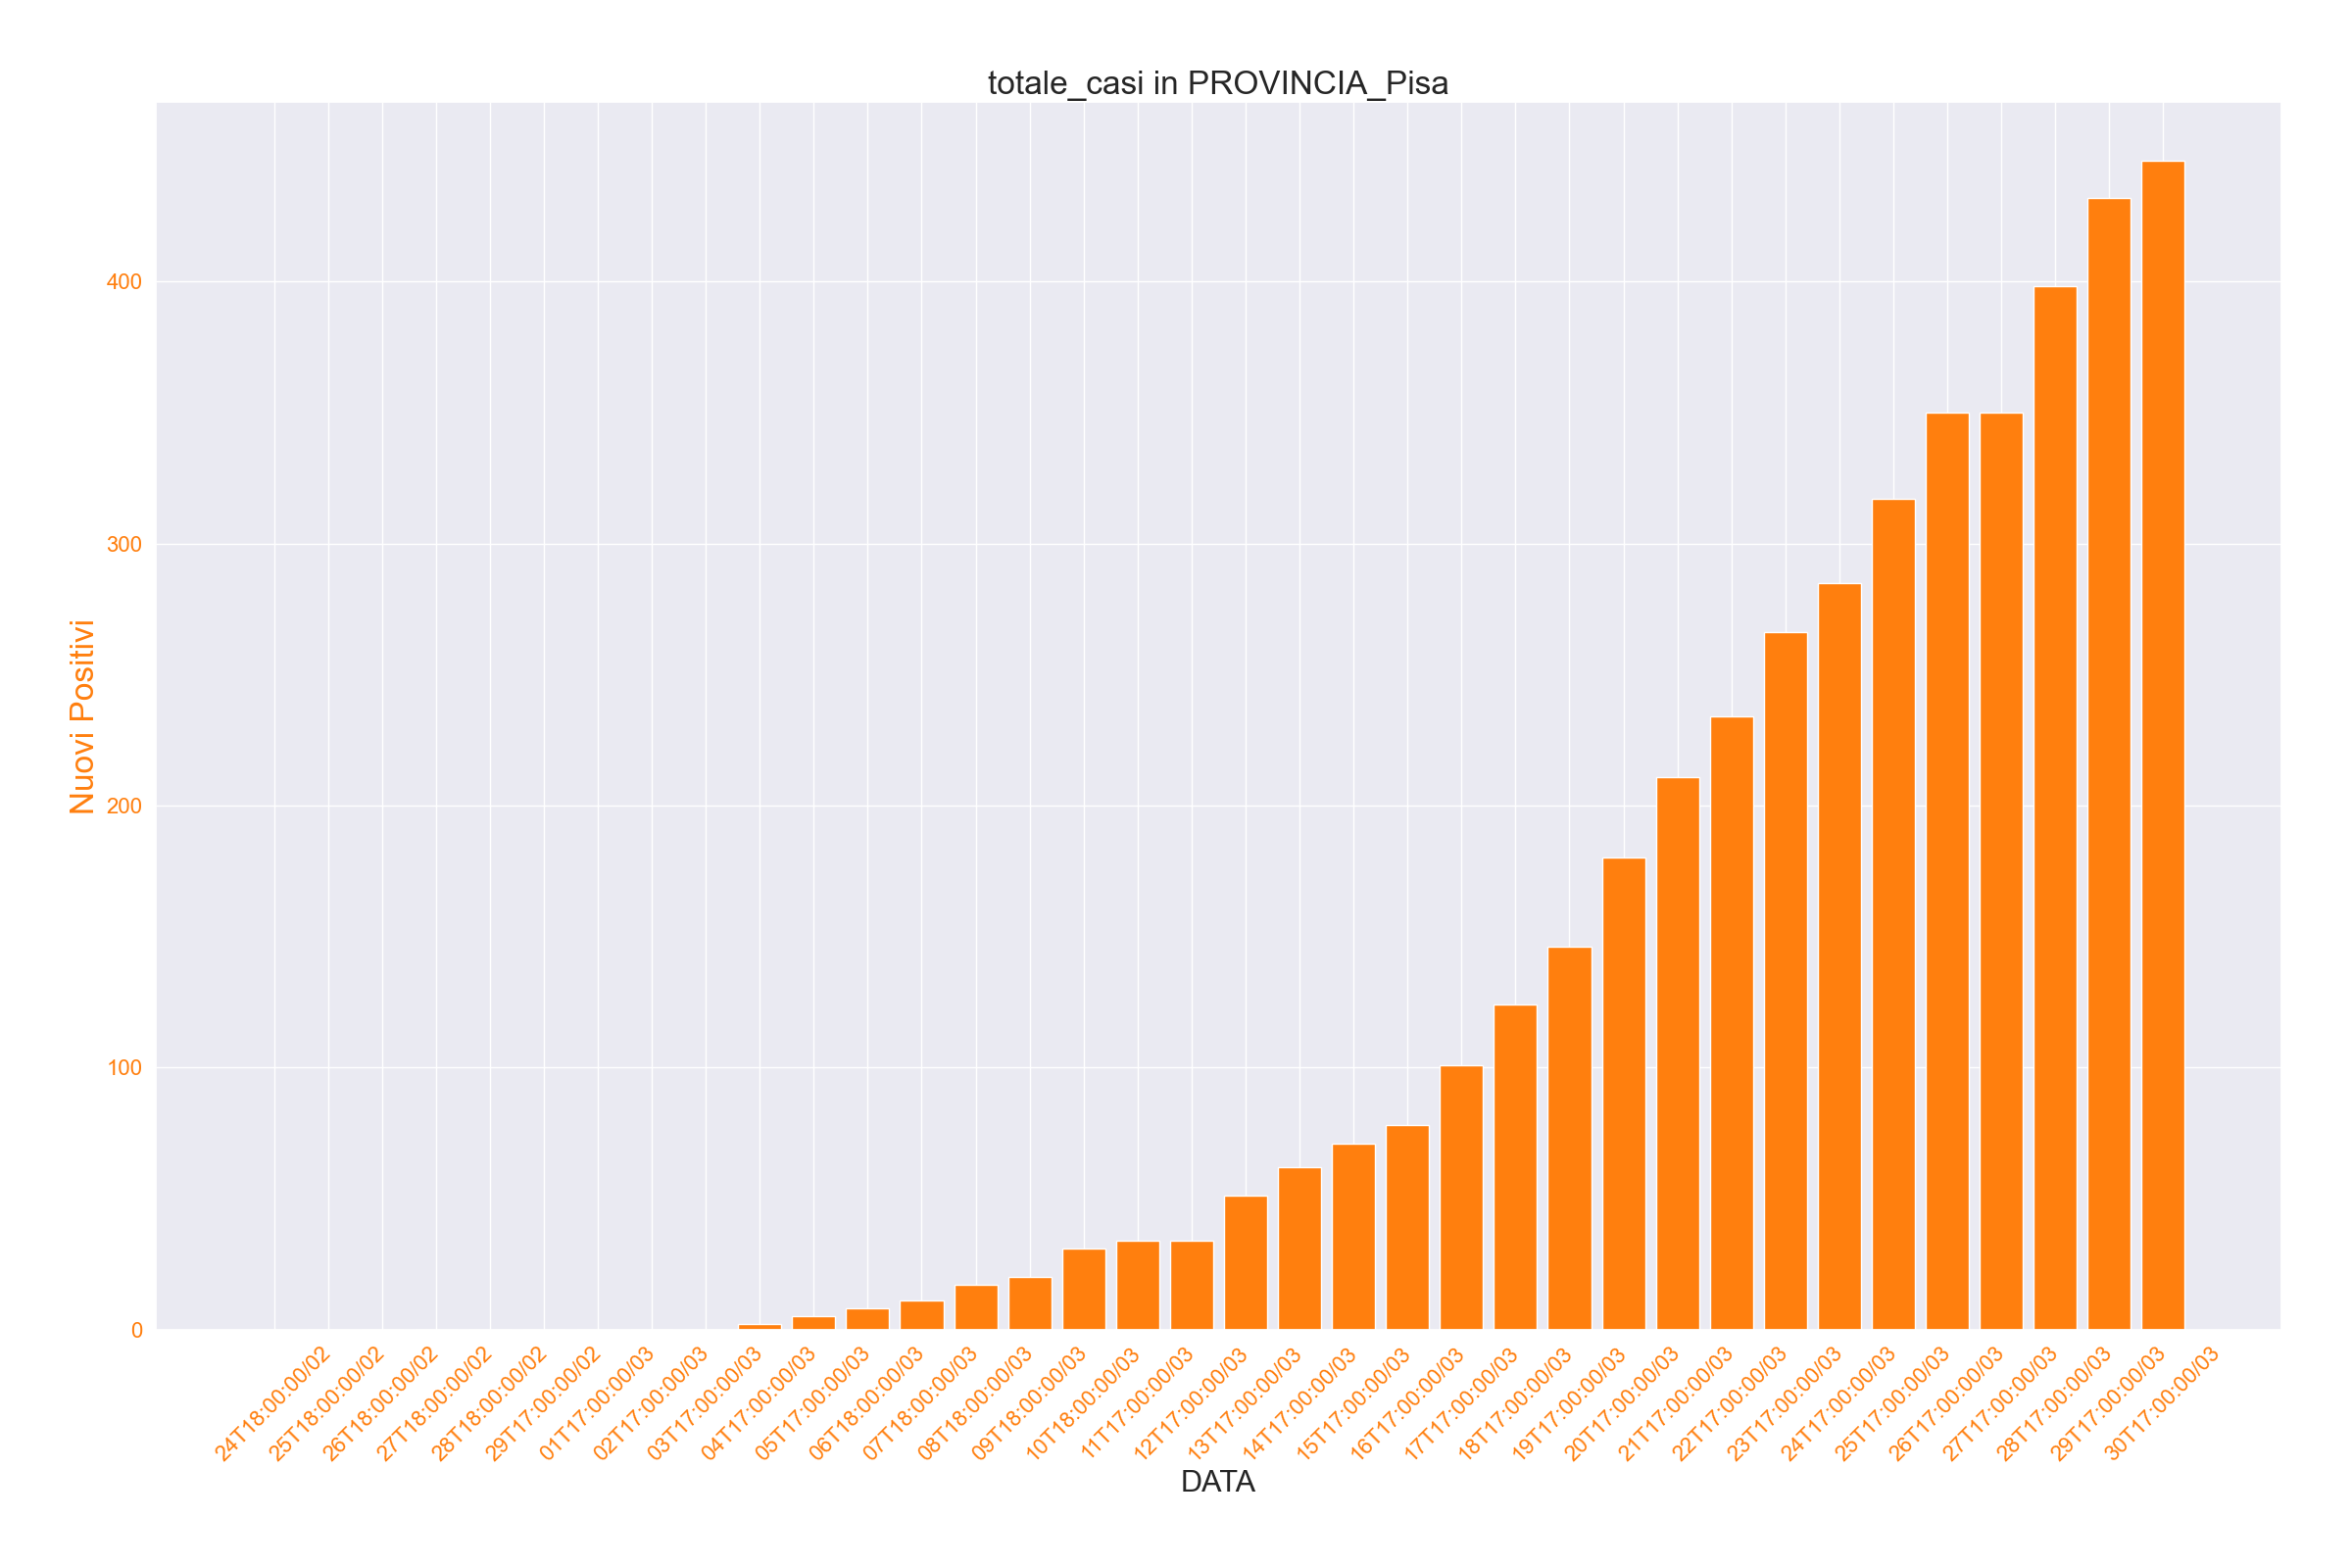 totale_casi in PROVINCIA_Pisa
400
300
200
100
0
Nuovi Positivi
24T18:00:00/02
25T18:00:00/02
26T18:00:00/02
27T18:00:00/02
28T18:00:00/02
29T17:00:00/02
01T17:00:00/03
02T17:00:00/03
03T17:00:00/03
04T17:00:00/03
05T17:00:00/03
06T18:00:00/03
07T18:00:00/03
08T18:00:00/03
09T18:00:00/03
10T18:00:00/03
11T17:00:00/03
12T17:00:00/03
13T17:00:00/03
14T17:00:00/03
15T17:00:00/03
16T17:00:00/03
17T17:00:00/03
18T17:00:00/03
19T17:00:00/03
20T17:00:00/03
21T17:00:00/03
22T17:00:00/03
23T17:00:00/03
24T17:00:00/03
25T17:00:00/03
26T17:00:00/03
27T17:00:00/03
28T17:00:00/03
29T17:00:00/03
30T17:00:00/03
DATA